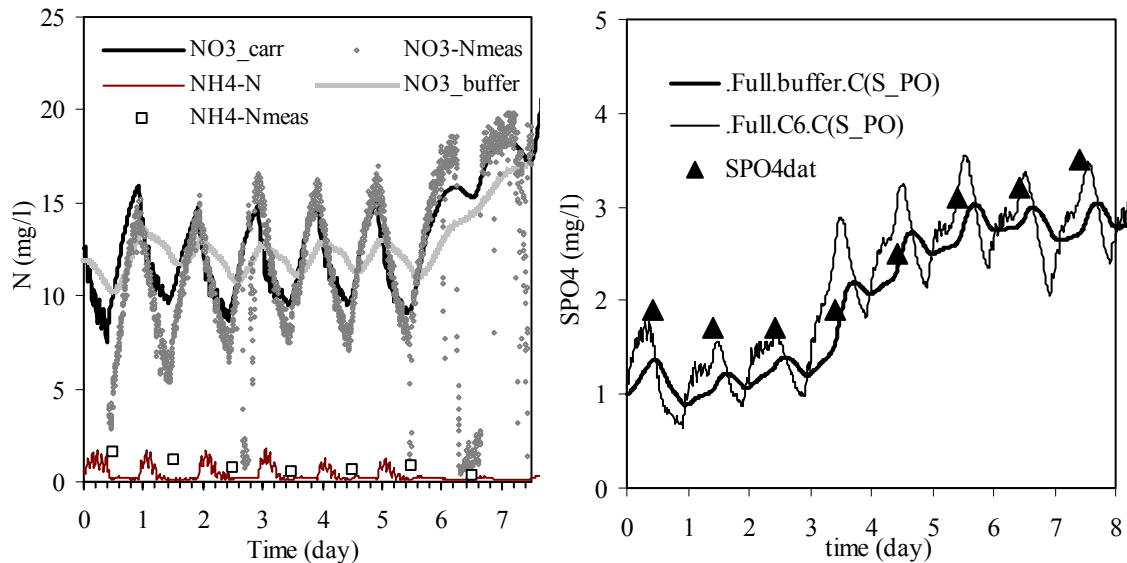 25
20
15
10
5
0
N (mg/l)
NO3_carr
NO3-Nmeas
NH4-N
NO3_buffer
NH4-Nmeas
0 1 2 3 4 5 6 7
Time (day)
5
4
3
2
1
0
SPO4 (mg/l)
.Full.buffer.C(S_PO)
.Full.C6.C(S_PO)
SPO4dat
0 1 2 3 4 5 6 7 8
time (day)